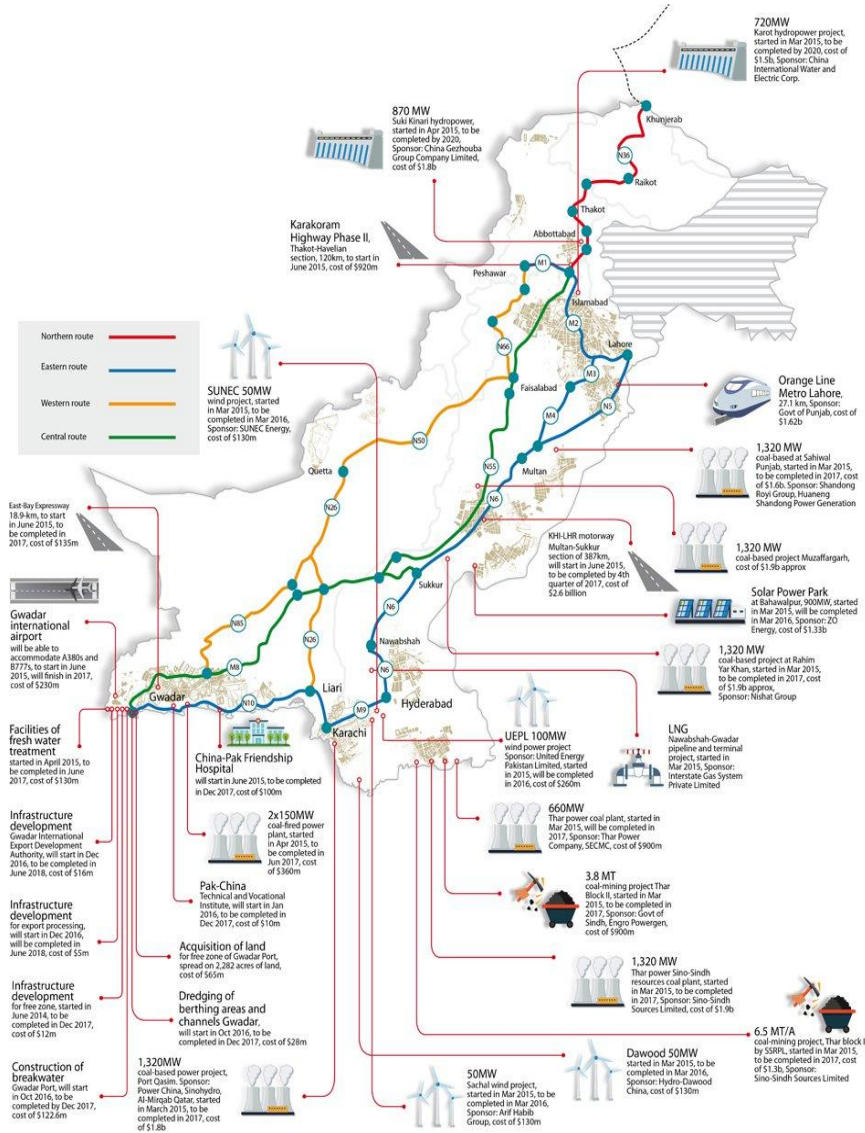 720MW
Karot hydropower project,
started in Mar 2015, to be
completed by 2020, cost of
$1.5b, Sponsor: China
International Water and
Electric Corp.
870 MW
Suki Kinari hydropower,
started in Apr 2015, to be
completed by 2020,
Sponsor: China Gezhouba
Group Company Limited,
cost of $1.8b
Khunjerab
N36
Raikot
Thakot
Abbottabad
Karakoram
Highway Phase II,
Thakot-Havelian
section, 120km, to start in
June 2015, cost of $920m
Peshawar
M1
Islamabad
M2
Northern route
Eastern route
Western route
Central route
SUNEC 50MW
wind project, started
in Mar 2015, to be
completed in Mar 2016,
Sponsor: SUNEC Energy,
cost of $130m
N66
Lahore
M3
Faisalabad
M4
N5
Orange Line
Metro Lahore,
27.1 km, Sponsor:
Govt of Punjab, cost of
$1.62b
N50
Quetta
Multan
N55
N6
N26
1,320 MW
coal-based at Sahiwal
Punjab, started in Mar 2015,
to be completed in 2017, cost
of $1.6b. Sponsor: Shandong
Royi Group, Huaneng
Shandong Power Generation
East-Bay Expressway
18.9-km, to start
in June 2015, to
be completed in
2017, cost of $135m
KHI-LHR motorway
Multan-Sukkur
section of 387km,
will start in June 2015,
to be completed by 4th
quarter of 2017, cost of
$2.6 billion
1,320 MW
coal-based project Muzaffargarh,
cost of $1.9b approx
Sukkur
Solar Power Park
at Bahawalpur, 900MW, started
in Mar 2015, will be completed
in Mar 2016, Sponsor: ZO
Energy, cost of $1.33b
Gwadar
international
airport
will be able to
accommodate A380s and
B777s, to start in June
2015, will finish in 2017,
cost of $230m
N85
M8
N26
N6
Nawabshah
N6
1,320 MW
coal-based project at Rahim
Yar Khan, started in Mar 2015,
to be completed in 2017, cost of
$1.9b approx,
Sponsor: Nishat Group
Gwadar
N10
Liari
Hyderabad
M9
Karachi
Facilities of
fresh water
treatment
started in April 2015, to
be completed in June
2017, cost of $130m
China-Pak Friendship
Hospital
will start in June 2015, to be completed
in Dec 2017, cost of $100m
UEPL 100MW
wind power project
Sponsor: United Energy
Pakistan Limited, started
in 2015, will be completed
in 2016, cost of $260m
LNG
Nawabshah-Gwadar
pipeline and terminal
project, started in
Mar 2015, Sponsor:
Interstate Gas System
Private Limited
Infrastructure
development
Gwadar International
Export Development
Authority, will start in Dec
2016, to be completed in
June 2018, cost of $16m
2x150MW
coal-fired power
plant, started
in Apr 2015, to
be completed in
Jun 2017, cost of
$360m
660MW
Thar power coal plant, started in
Mar 2015, will be completed in
2017, Sponsor: Thar Power
Company, SECMC, cost of $900m
Pak-China
Technical and Vocational
Institute, will start in Jan
2016, to be completed in
Dec 2017, cost of $10m
3.8 MT
coal-mining project Thar
Block II, started in Mar
2015, to be completed in
2017, Sponsor: Govt of
Sindh, Engro Powergen,
cost of $900m
Infrastructure
development
for export processing,
will start in Dec 2016,
will be completed in
June 2018, cost of $5m
Acquisition of land
for free zone of Gwadar Port,
spread on 2,282 acres of land,
cost of $65m
1,320 MW
Thar power Sino-Sindh
resources coal plant, started
in Mar 2015, to be completed
in 2017, Sponsor: Sino-Sindh
Sources Limited, cost of $1.9b
Infrastructure
development
for free zone, started in
June 2014, to be
completed in Dec 2017,
cost of $12m
Dredging of
berthing areas and
channels Gwadar,
will start in Oct 2016, to be
completed in Dec 2017, cost of $28m
6.5 MT/A
coal-mining project, Thar block I
by SSRPL, started in Mar 2015,
to be completed in 2017, cost
of $1.3b, Sponsor:
Sino-Sindh Sources Limited
Construction of
breakwater
Gwadar Port, will start
in Oct 2016, to be
completed by Dec 2017,
cost of $122.6m
1,320MW
coal-based power project,
Port Qasim. Sponsor:
Power China, Sinohydro,
Al-Mirqab Qatar, started
in March 2015, to be
completed in 2017, cost of
$1.8b
50MW
Sachal wind project,
started in Mar 2015, to be
completed in Mar 2016,
Sponsor: Arif Habib
Group, cost of $130m
Dawood 50MW
started in Mar 2015, to be
completed in Mar 2016,
Sponsor: Hydro-Dawood
China, cost of $130m